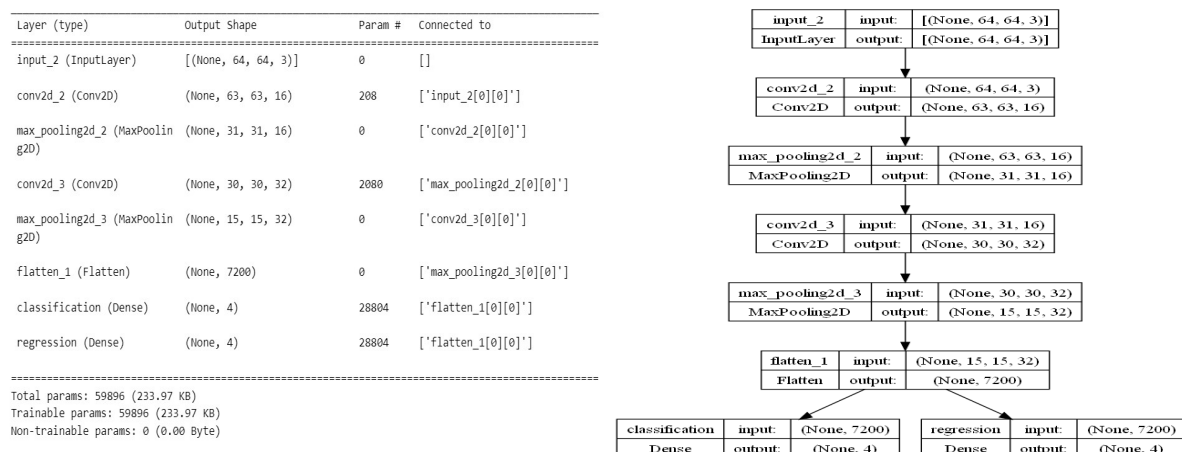 Layer (type) Output Shape Param # Connected to
input_2 (InputLayer) [(None, 64, 64, 3)] 0 []
conv2d_2 (Conv2D) (None, 63, 63, 16) 208 ['input_2[0][0]']
max_pooling2d_2 (MaxPoolin (None, 31, 31, 16) 0 ['conv2d_2[0][0]']
g2D)
conv2d_3 (Conv2D) (None, 30, 30, 32) 2080 ['max_pooling2d_2[0][0]']
max_pooling2d_3 (MaxPoolin (None, 15, 15, 32) 0 ['conv2d_3[0][0]']
g2D)
flatten_1 (Flatten) (None, 7200) 0 ['max_pooling2d_3[0][0]']
classification (Dense) (None, 4) 28804 ['flatten_1[0][0]']
regression (Dense) (None, 4) 28804 ['flatten_1[0][0]']
Total params: 59896 (233.97 KB)
Trainable params: 59896 (233.97 KB)
Non-trainable params: 0 (0.00 Byte)
input_2 input: [(None, 64, 64, 3)]
InputLayer output: [(None, 64, 64, 3)]
conv2d_2 input: (None, 64, 64, 3)
Conv2D output: (None, 63, 63, 16)
max_pooling2d_2 input: (None, 63, 63, 16)
MaxPooling2D output: (None, 31, 31, 16)
conv2d_3 input: (None, 31, 31, 16)
Conv2D output: (None, 30, 30, 32)
max_pooling2d_3 input: (None, 30, 30, 32)
MaxPooling2D output: (None, 15, 15, 32)
flatten_1 input: (None, 15, 15, 32)
Flatten output: (None, 7200)
classification input: (None, 7200)
Dense output: (None, 4)
regression input: (None, 7200)
Dense output: (None, 4)